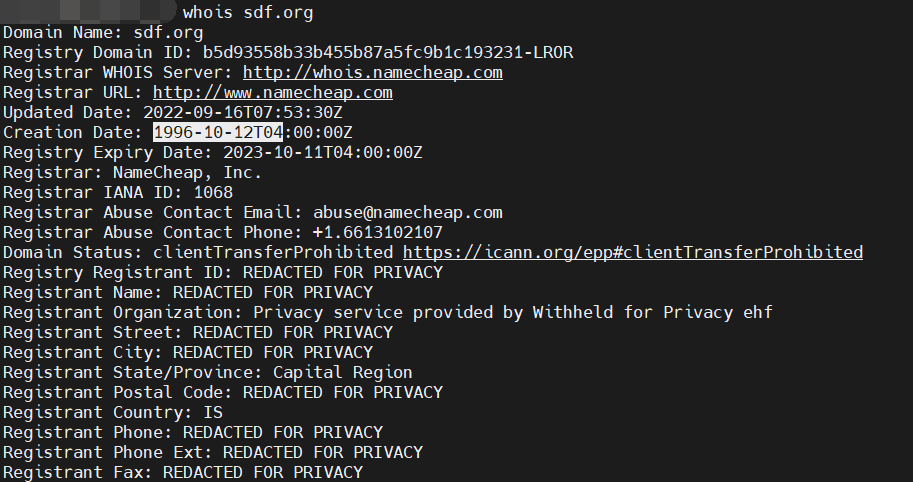 whois sdf.org
Domain Name: sdf.org
Registry Domain ID: b5d93558b33b455b87a5fc9b1c193231-LROR
Registrar WHOIS Server: http://whois.namecheap.com
Registrar URL: http://www.namecheap.com
Updated Date: 2022-09-16T07:53:30Z
Creation Date: 1996-10-12T04:00:00Z
Registry Expiry Date: 2023-10-11T04:00:00Z
Registrar: NameCheap, Inc.
Registrar IANA ID: 1068
Registrar Abuse Contact Email: abuse@namecheap.com
Registrar Abuse Contact Phone: +1.6613102107
Domain Status: clientTransferProhibited https://icann.org/epp#clientTransferProhibited
Registry Registrant ID: REDACTED FOR PRIVACY
Registrant Name: REDACTED FOR PRIVACY
Registrant Organization: Privacy service provided by Withheld for Privacy ehf
Registrant Street: REDACTED FOR PRIVACY
Registrant City: REDACTED FOR PRIVACY
Registrant State/Province: Capital Region
Registrant Postal Code: REDACTED FOR PRIVACY
Registrant Country: IS
Registrant Phone: REDACTED FOR PRIVACY
Registrant Phone Ext: REDACTED FOR PRIVACY
Registrant Fax: REDACTED FOR PRIVACY